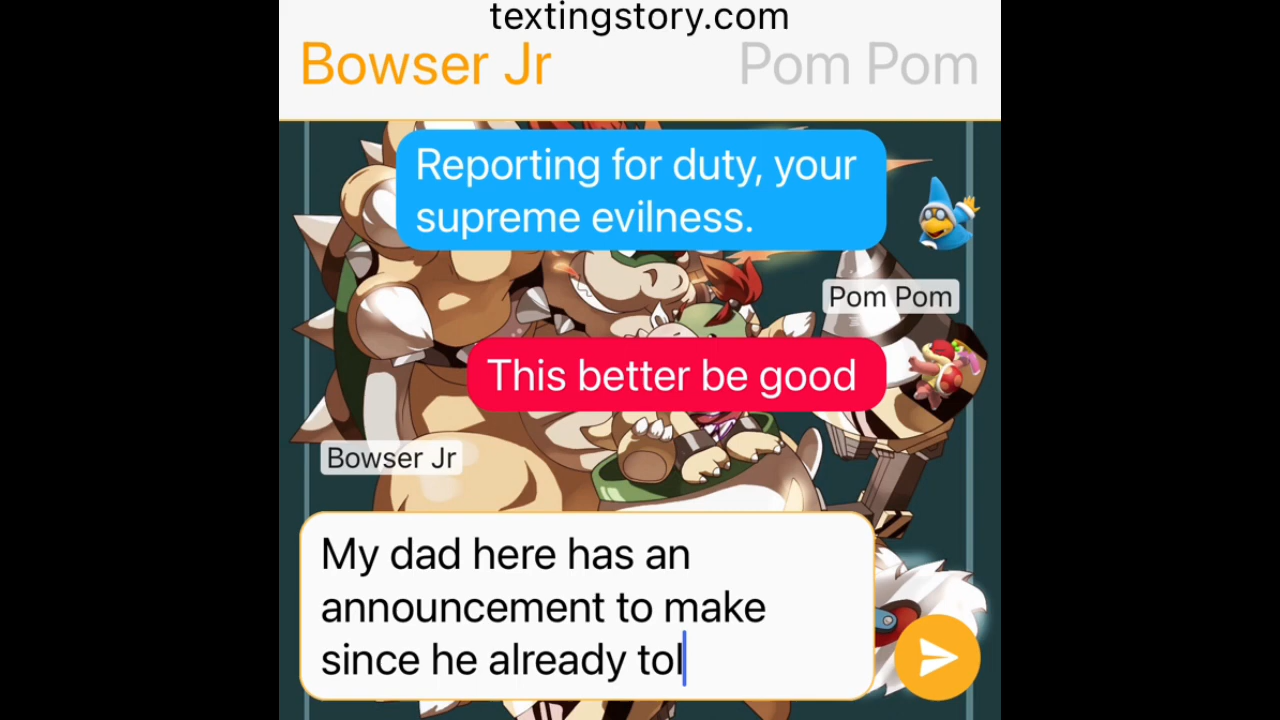 textingstory.com
Bowser Jr
Pom Pom
Reporting for duty, your
supreme evilness.
Pom Pom
This better be good
Bowser Jr
My dad here has an
announcement to make
since he already tol